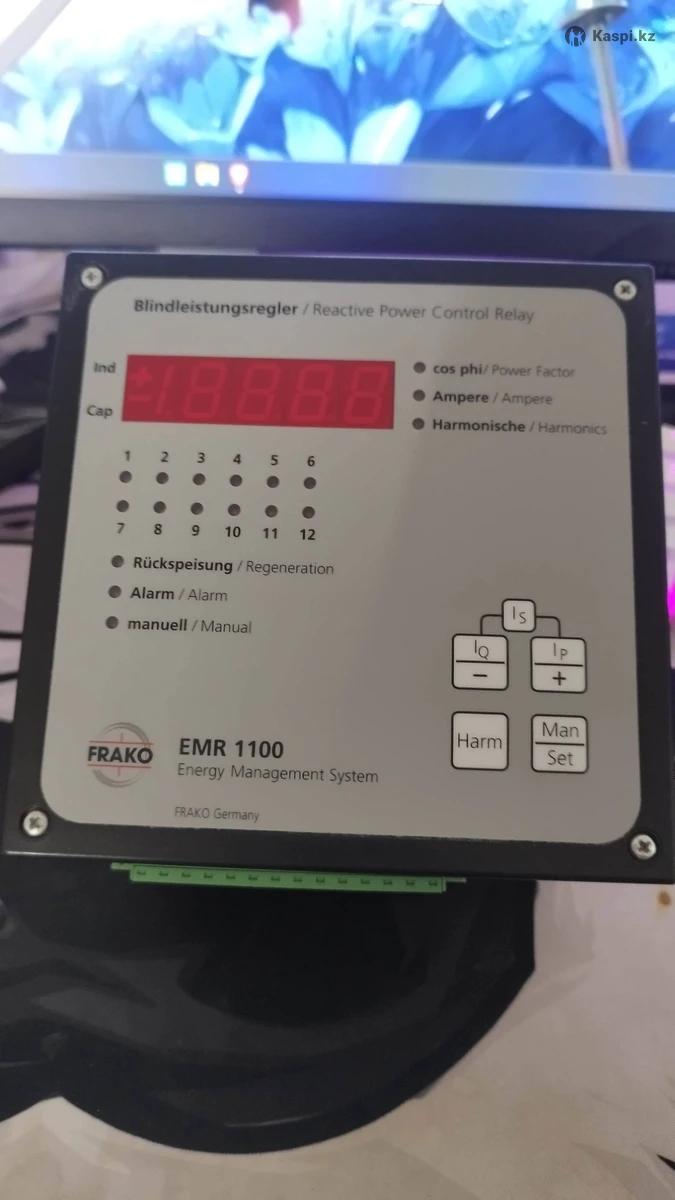 Kaspi.kz
Blindleistungsregler / Reactive Power Control Relay
Ind
Cap
cos phi/ Power Factor
Ampere / Ampere
Harmonische / Harmonics
1 2 3 4 5 6
7 8 9 10 11 12
Rückspeisung / Regeneration
Alarm / Alarm
manuell / Manual
IS
IQ IP
− +
Harm Man
Set
FRAKO
EMR 1100
Energy Management System
FRAKO Germany